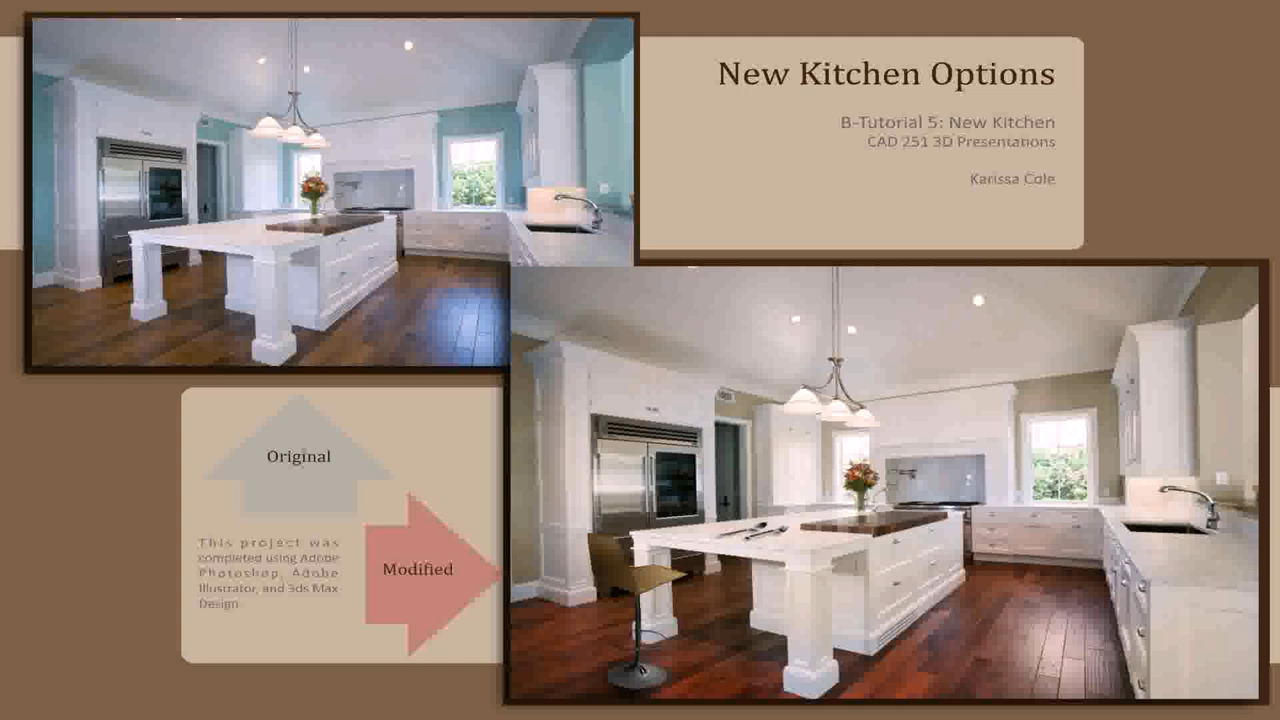 New Kitchen Options
B-Tutorial 5: New Kitchen
CAD 251 3D Presentations
Karissa Cole
Original
Modified
This project was
completed using Adobe
Photoshop, Adobe
Illustrator, and 3ds Max
Design.